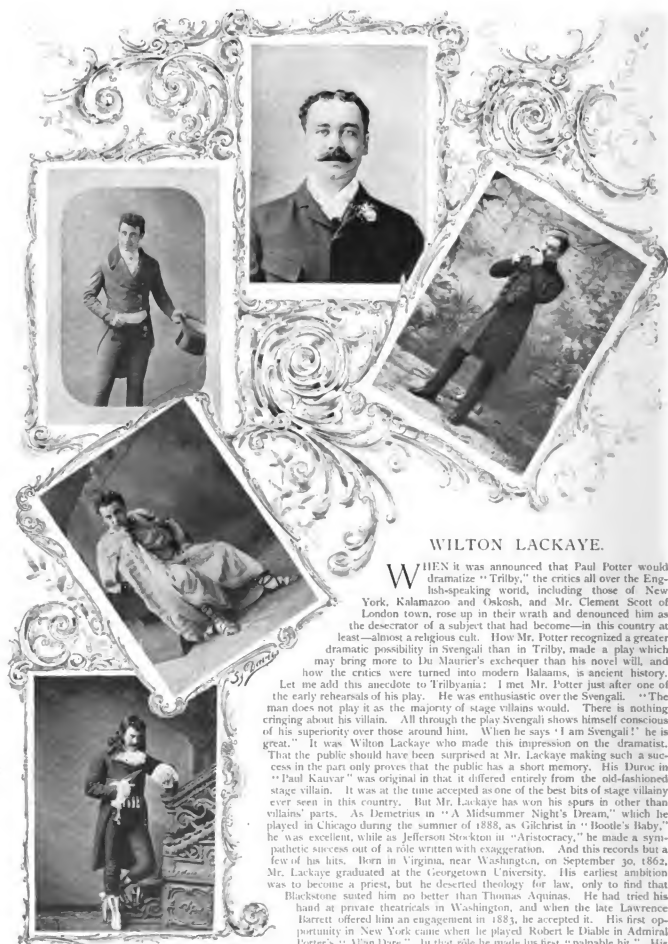 WILTON LACKAYE.
WHEN it was announced that Paul Potter would
dramatize "Trilby," the critics all over the Eng-
lish-speaking world, including those of New
York, Kalamazoo and Oskosh, and Mr. Clement Scott of
London town, rose up in their wrath and denounced him as
the desecrator of a subject that had become—in this country at
least—almost a religious cult. How Mr. Potter recognized a greater
dramatic possibility in Svengali than in Trilby, made a play which
may bring more to Du Maurier's exchequer than his novel will, and
how the critics were turned into modern Balaams, is ancient history.
Let me add this anecdote to Trilbyania: I met Mr. Potter just after one of
the early rehearsals of his play. He was enthusiastic over the Svengali. "The
man does not play it as the majority of stage villains would. There is nothing
cringing about his villain. All through the play Svengali shows himself conscious
of his superiority over those around him. When he says 'I am Svengali!' he is
great." It was Wilton Lackaye who made this impression on the dramatist.
That the public should have been surprised at Mr. Lackaye making such a suc-
cess in the part only proves that the public has a short memory. His Duroc in
"Paul Kauvar" was original in that it differed entirely from the old-fashioned
stage villain. It was at the time accepted as one of the best bits of stage villainy
ever seen in this country. But Mr. Lackaye has won his spurs in other than
villains' parts. As Demetrius in "A Midsummer Night's Dream," which he
played in Chicago during the summer of 1888, as Gilchrist in "Bootle's Baby,"
he was excellent, while as Jefferson Stockton in "Aristocracy," he made a sym-
pathetic success out of a rôle written with exaggeration. And this records but a
few of his hits. Born in Virginia, near Washington, on September 30, 1862,
Mr. Lackaye graduated at the Georgetown University. His earliest ambition
was to become a priest, but he deserted theology for law, only to find that
Blackstone suited him no better than Thomas Aquinas. He had tried his
hand at private theatricals in Washington, and when the late Lawrence
Barrett offered him an engagement in 1883, he accepted it. His first op-
portunity in New York came when he played Robert le Diable in Admiral
Porter's "Allan Dare." In that rôle he made his first "palpable hit,"